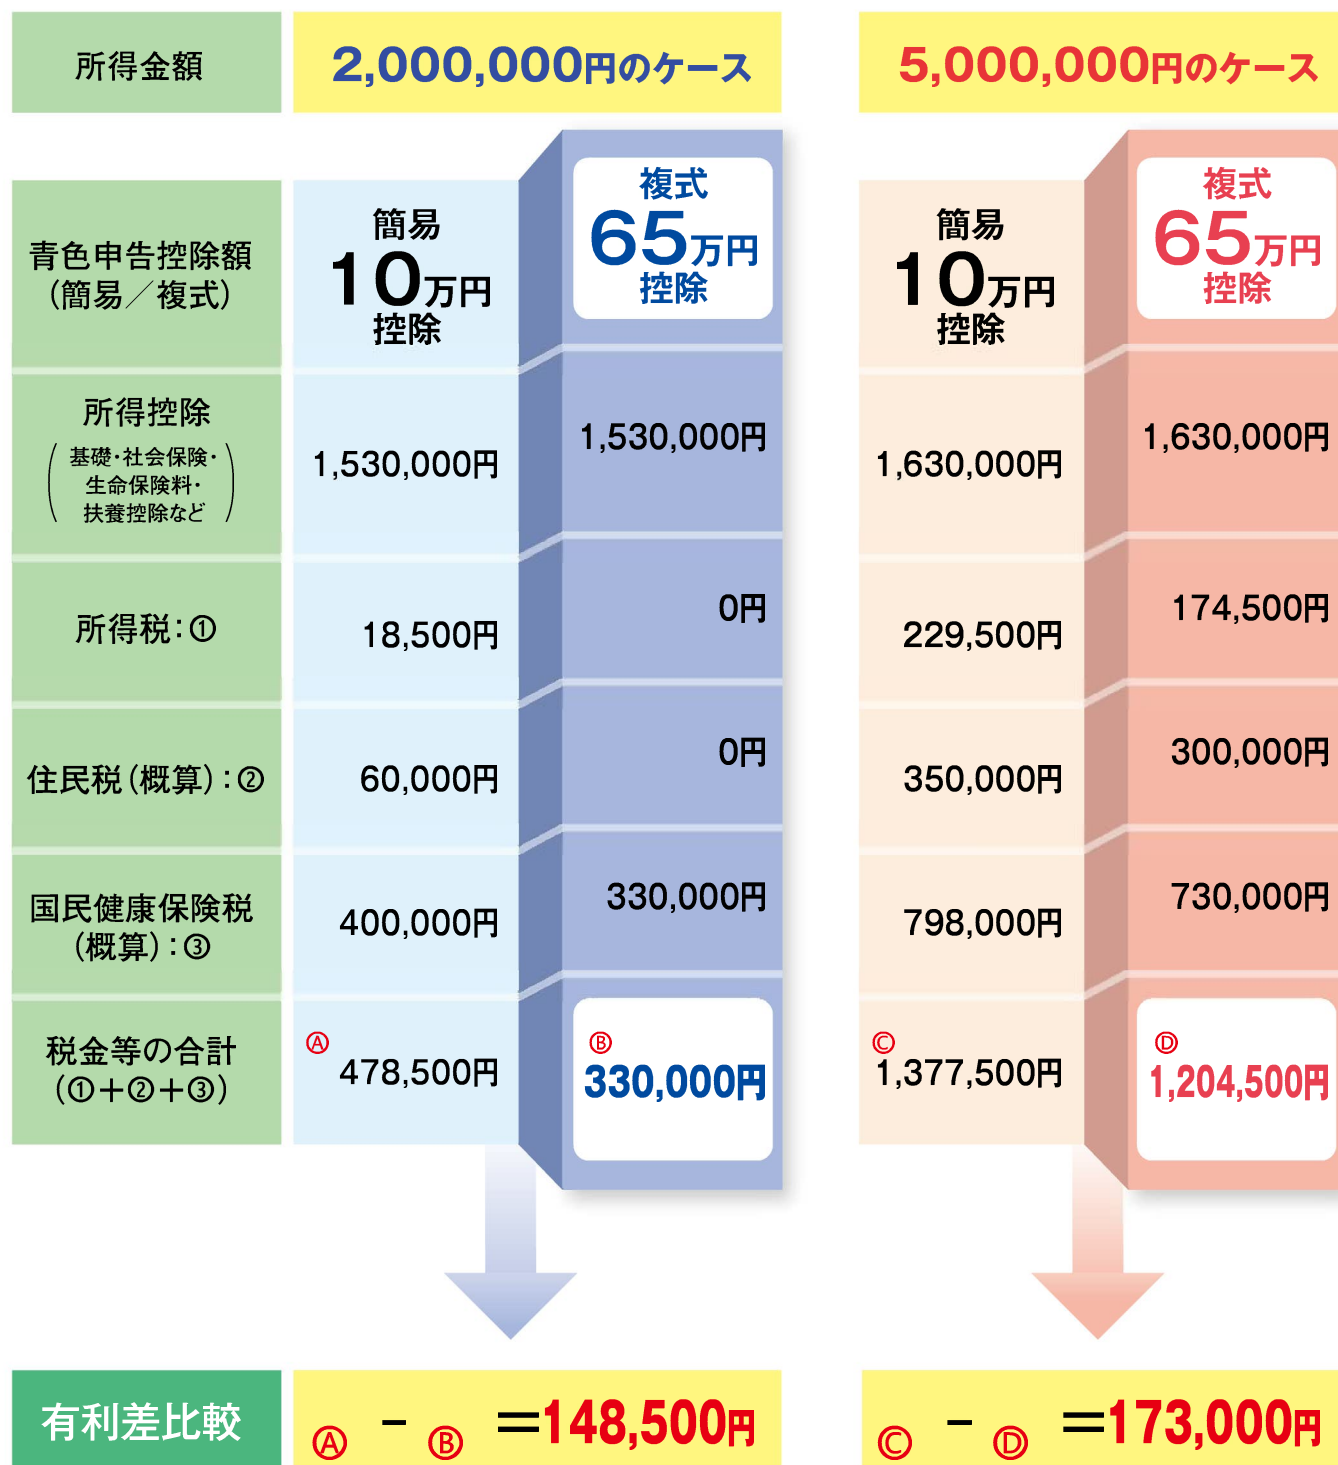 所得金額
2,000,000円のケース
5,000,000円のケース
青色申告控除額
(簡易／複式)
簡易
10万円
控除
複式
65万円
控除
簡易
10万円
控除
複式
65万円
控除
所得控除
(基礎・社会保険・
生命保険料・
扶養控除など)
1,530,000円
1,530,000円
1,630,000円
1,630,000円
所得税：①
18,500円
0円
229,500円
174,500円
住民税(概算)：②
60,000円
0円
350,000円
300,000円
国民健康保険税
(概算)：③
400,000円
330,000円
798,000円
730,000円
税金等の合計
(①＋②＋③)
Ⓐ
478,500円
Ⓑ
330,000円
Ⓒ
1,377,500円
Ⓓ
1,204,500円
有利差比較
Ⓐ － Ⓑ ＝148,500円
Ⓒ － Ⓓ ＝173,000円